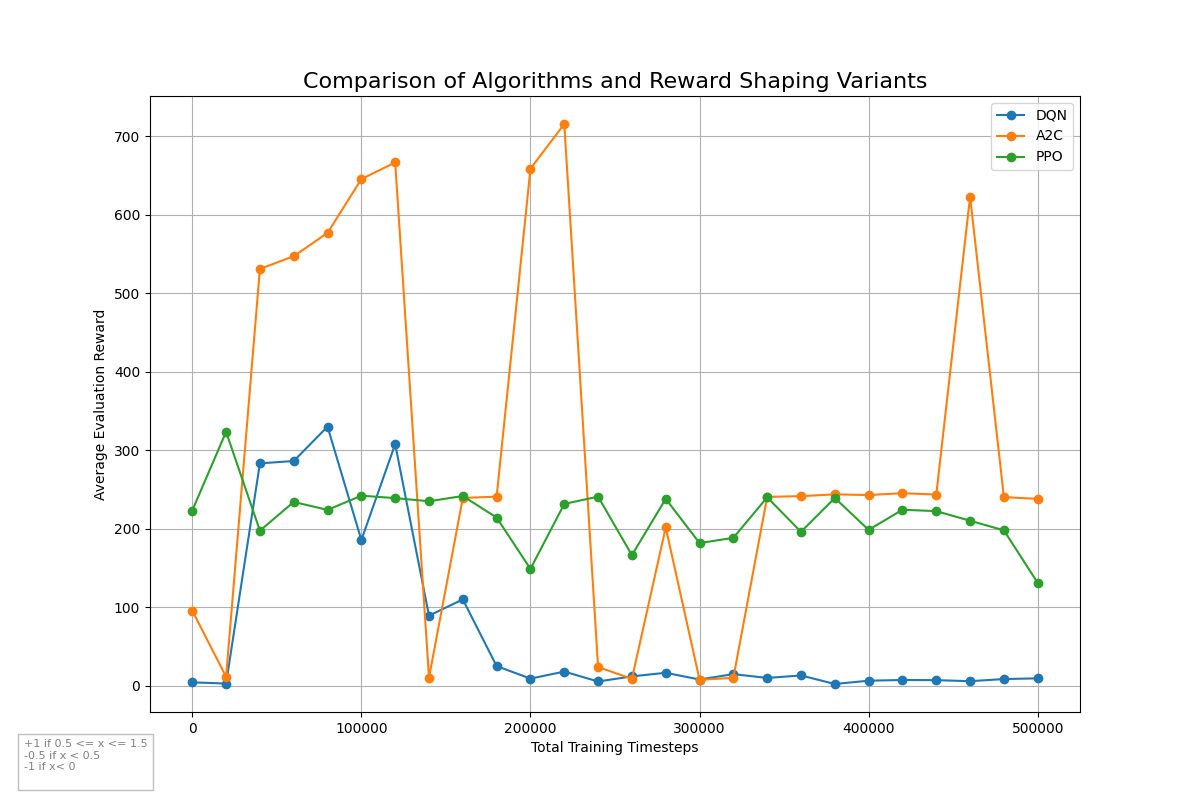 Comparison of Algorithms and Reward Shaping Variants
DQN
A2C
PPO
Average Evaluation Reward
700
600
500
400
300
200
100
0
0 100000 200000 300000 400000 500000
Total Training Timesteps
+1 if 0.5 <= x <= 1.5
-0.5 if x < 0.5
-1 if x< 0